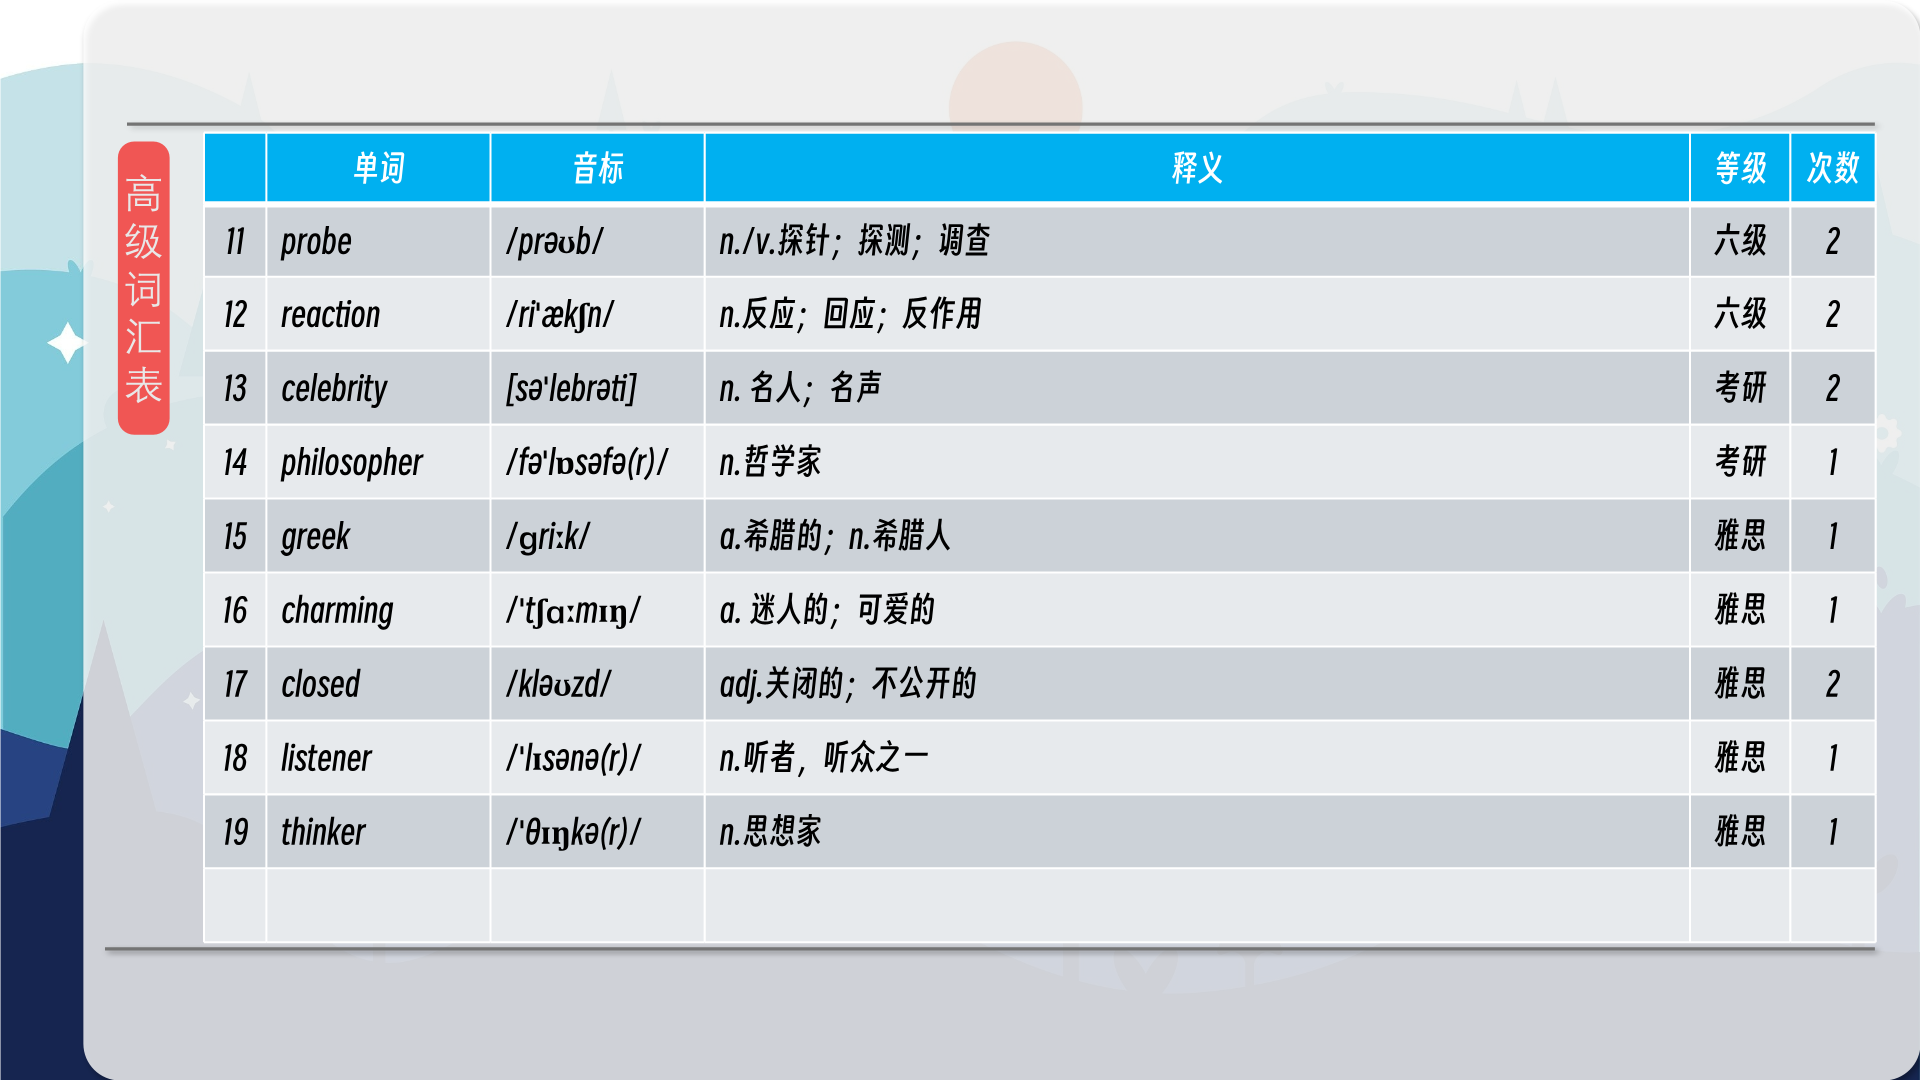 高级词汇表
单词 音标 释义 等级 次数
11 probe /prəʊb/ n./v.探针；探测；调查 六级 2
12 reaction /ri'ækʃn/ n.反应；回应；反作用 六级 2
13 celebrity [sə'lebrəti] n. 名人；名声 考研 2
14 philosopher /fə'lɒsəfə(r)/ n.哲学家 考研 1
15 greek /ɡriːk/ a.希腊的；n.希腊人 雅思 1
16 charming /'tʃɑːmɪŋ/ a. 迷人的；可爱的 雅思 1
17 closed /kləʊzd/ adj.关闭的；不公开的 雅思 2
18 listener /'lɪsənə(r)/ n.听者，听众之一 雅思 1
19 thinker /'θɪŋkə(r)/ n.思想家 雅思 1